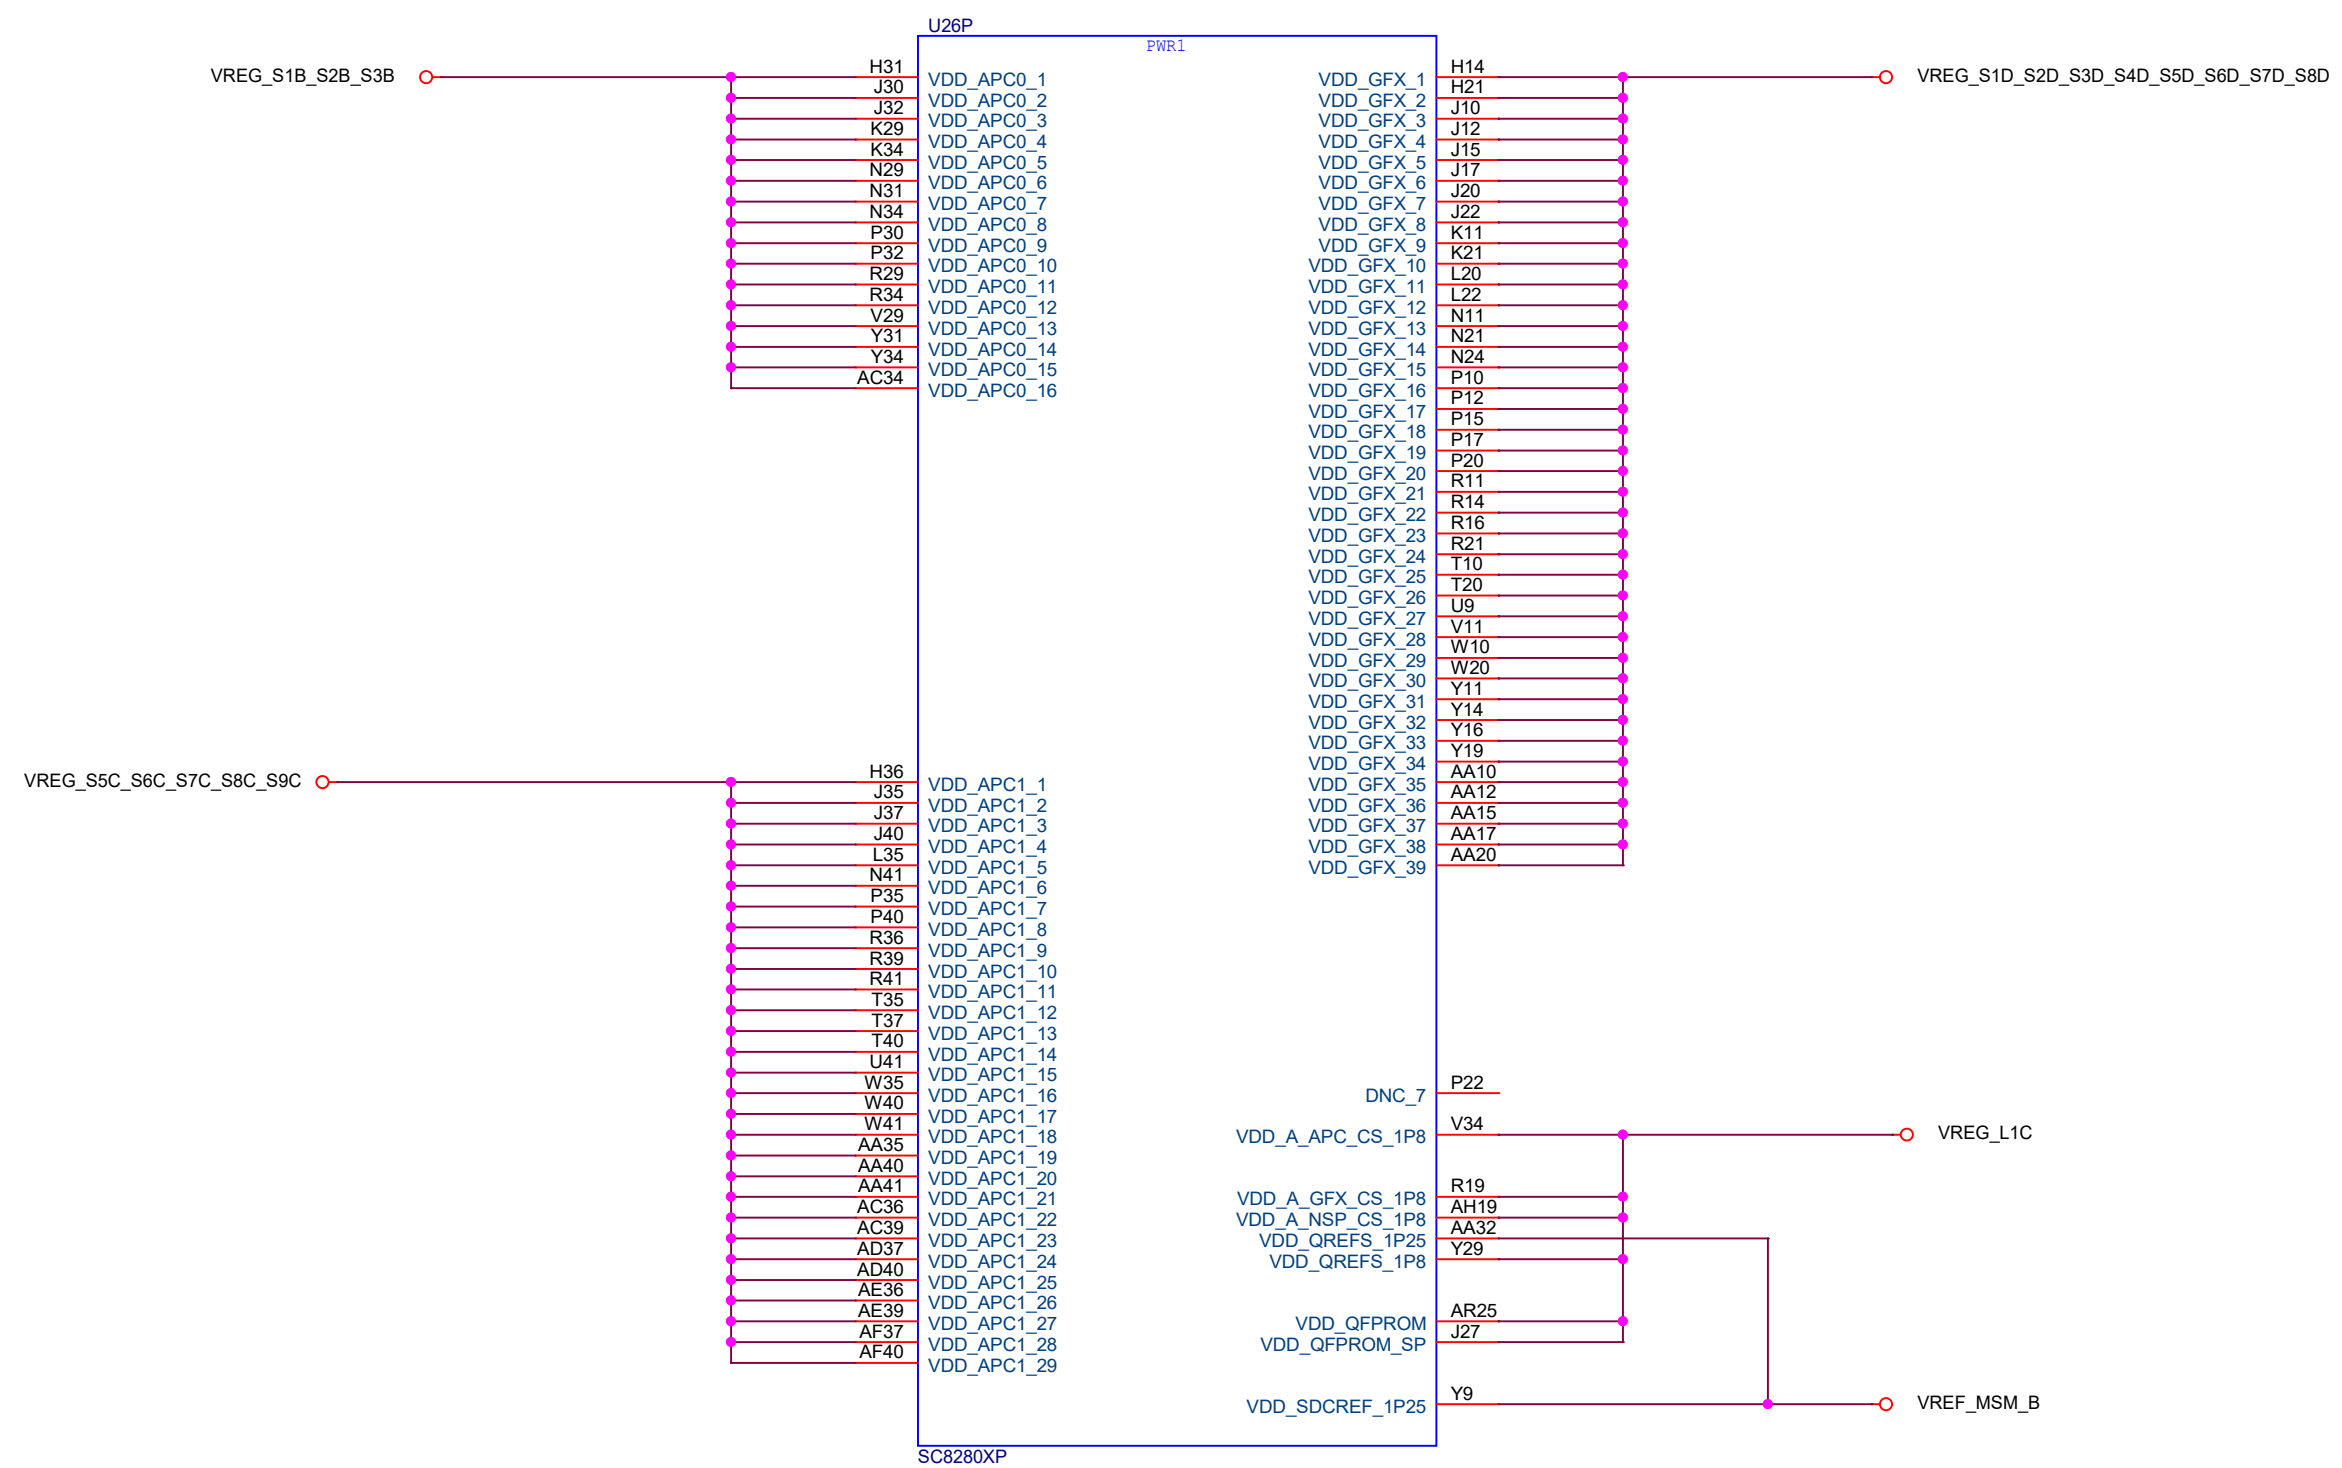 U26P
PWR1
VREG_S1B_S2B_S3B
H31 VDD_APC0_1
J30 VDD_APC0_2
J32 VDD_APC0_3
K29 VDD_APC0_4
K34 VDD_APC0_5
N29 VDD_APC0_6
N31 VDD_APC0_7
N34 VDD_APC0_8
P30 VDD_APC0_9
P32 VDD_APC0_10
R29 VDD_APC0_11
R34 VDD_APC0_12
V29 VDD_APC0_13
Y31 VDD_APC0_14
Y34 VDD_APC0_15
AC34 VDD_APC0_16
VREG_S5C_S6C_S7C_S8C_S9C
H36 VDD_APC1_1
J35 VDD_APC1_2
J37 VDD_APC1_3
J40 VDD_APC1_4
L35 VDD_APC1_5
N41 VDD_APC1_6
P35 VDD_APC1_7
P40 VDD_APC1_8
R36 VDD_APC1_9
R39 VDD_APC1_10
R41 VDD_APC1_11
T35 VDD_APC1_12
T37 VDD_APC1_13
T40 VDD_APC1_14
U41 VDD_APC1_15
W35 VDD_APC1_16
W40 VDD_APC1_17
W41 VDD_APC1_18
AA35 VDD_APC1_19
AA40 VDD_APC1_20
AA41 VDD_APC1_21
AC36 VDD_APC1_22
AC39 VDD_APC1_23
AD37 VDD_APC1_24
AD40 VDD_APC1_25
AE36 VDD_APC1_26
AE39 VDD_APC1_27
AF37 VDD_APC1_28
AF40 VDD_APC1_29
VDD_GFX_1 H14
VREG_S1D_S2D_S3D_S4D_S5D_S6D_S7D_S8D
VDD_GFX_2 H21
VDD_GFX_3 J10
VDD_GFX_4 J12
VDD_GFX_5 J15
VDD_GFX_6 J17
VDD_GFX_7 J20
VDD_GFX_8 J22
VDD_GFX_9 K11
VDD_GFX_10 K21
VDD_GFX_11 L20
VDD_GFX_12 L22
VDD_GFX_13 N11
VDD_GFX_14 N21
VDD_GFX_15 N24
VDD_GFX_16 P10
VDD_GFX_17 P12
VDD_GFX_18 P15
VDD_GFX_19 P17
VDD_GFX_20 P20
VDD_GFX_21 R11
VDD_GFX_22 R14
VDD_GFX_23 R16
VDD_GFX_24 R21
VDD_GFX_25 T10
VDD_GFX_26 T20
VDD_GFX_27 U9
VDD_GFX_28 V11
VDD_GFX_29 W10
VDD_GFX_30 W20
VDD_GFX_31 Y11
VDD_GFX_32 Y14
VDD_GFX_33 Y16
VDD_GFX_34 Y19
VDD_GFX_35 AA10
VDD_GFX_36 AA12
VDD_GFX_37 AA15
VDD_GFX_38 AA17
VDD_GFX_39 AA20
DNC_7 P22
VDD_A_APC_CS_1P8 V34
VREG_L1C
VDD_A_GFX_CS_1P8 R19
VDD_A_NSP_CS_1P8 AH19
VDD_QREFS_1P25 AA32
VDD_QREFS_1P8 Y29
VDD_QFPROM AR25
VDD_QFPROM_SP J27
VDD_SDCREF_1P25 Y9
VREF_MSM_B
SC8280XP